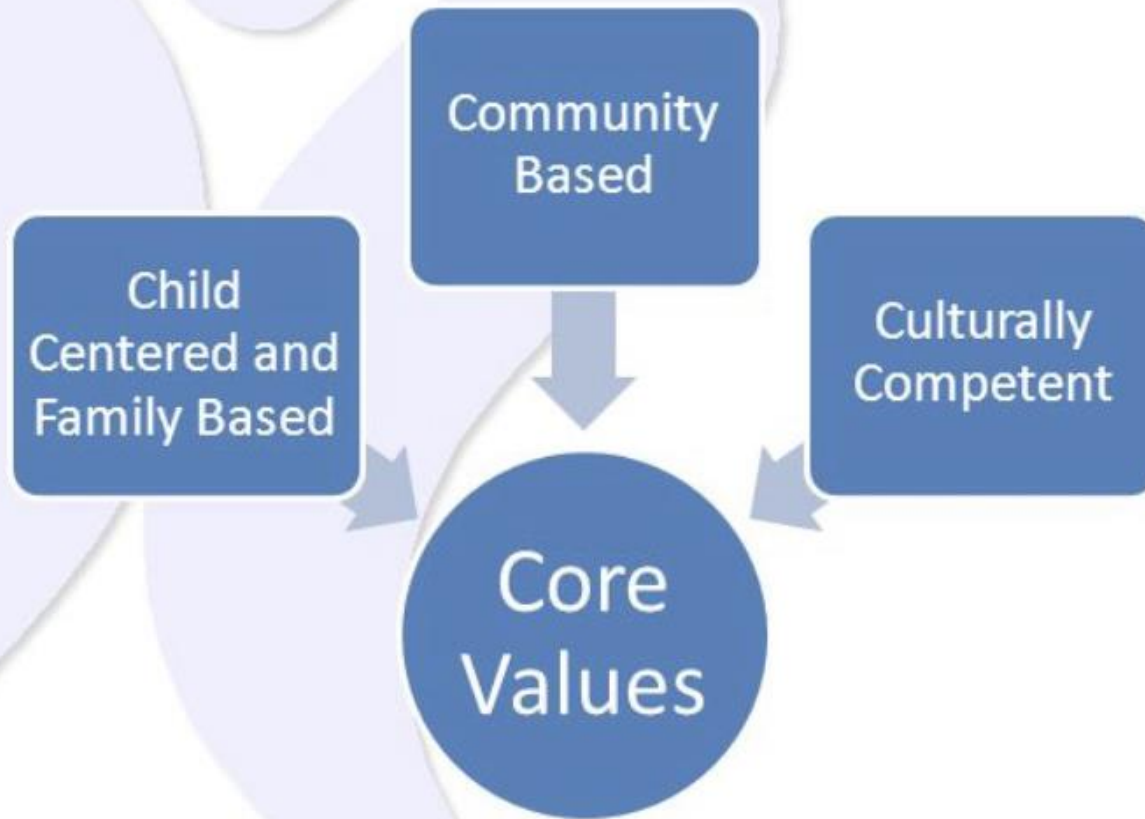 Community
Based
Child
Centered and
Family Based
Culturally
Competent
Core
Values